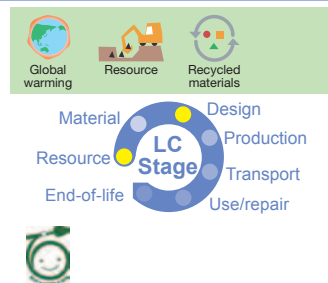 Global
warming
Resource
Recycled
materials
Design
Material
Production
LC
Stage
Resource
Transport
End-of-life
Use/repair